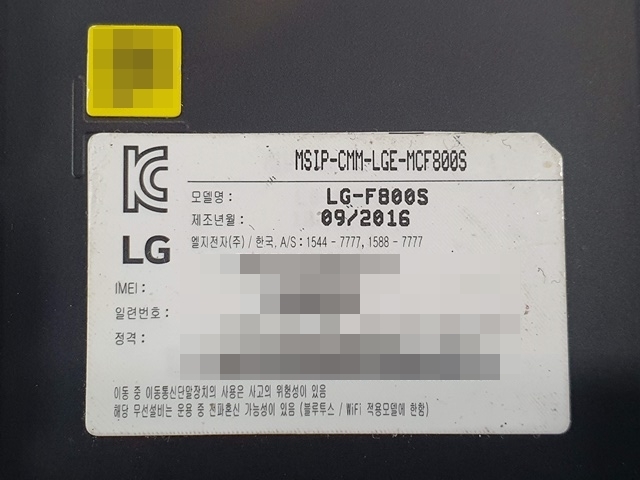 MSIP-CMM-LGE-MCF800S
모델명 : LG-F800S
제조년월 : 09/2016
LG
엘지전자(주) / 한국, A/S : 1544 - 7777, 1588 - 7777
IMEI :
일련번호 :
정격 :
이동 중 이동통신단말장치의 사용은 사고의 위험성이 있음
해당 무선설비는 운용 중 전파혼신 가능성이 있음 (블루투스 / WiFi 적용모델에 한함)